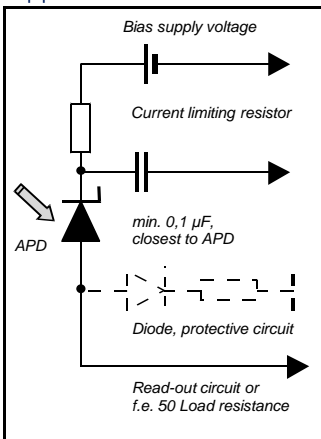 Bias supply voltage
Current limiting resistor
min. 0,1 µF,
closest to APD
APD
Diode, protective circuit
Read-out circuit or
f.e. 50 Load resistance